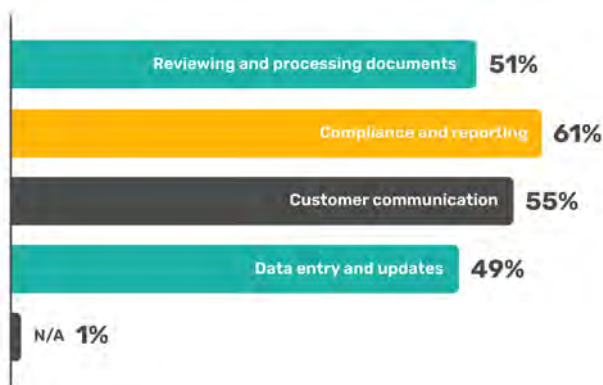 Reviewing and processing documents 51%
Compliance and reporting 61%
Customer communication 55%
Data entry and updates 49%
N/A 1%